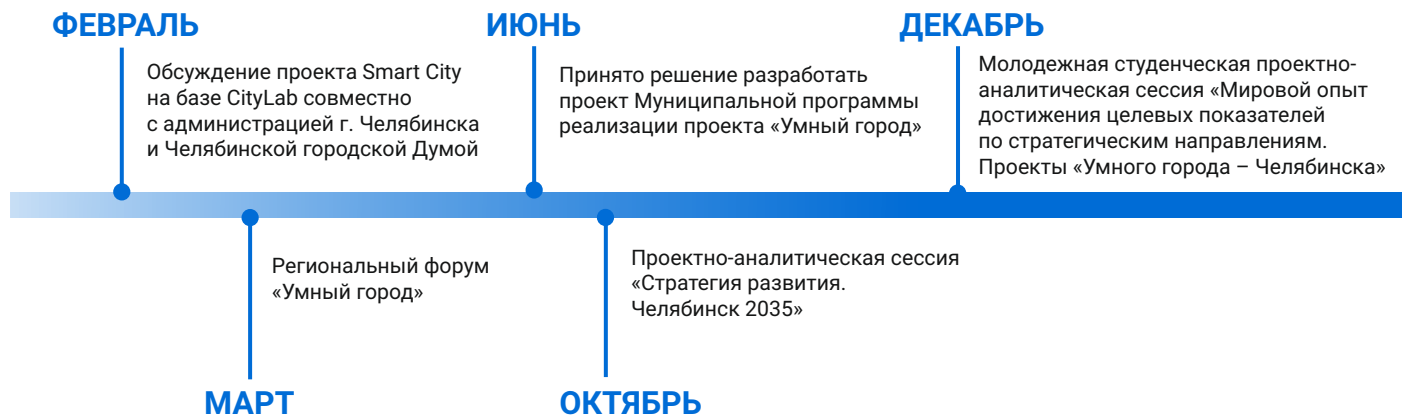 ФЕВРАЛЬ
Обсуждение проекта Smart City
на базе CityLab совместно
с администрацией г. Челябинска
и Челябинской городской Думой
МАРТ
Региональный форум
«Умный город»
ИЮНЬ
Принято решение разработать
проект Муниципальной программы
реализации проекта «Умный город»
ОКТЯБРЬ
Проектно-аналитическая сессия
«Стратегия развития.
Челябинск 2035»
ДЕКАБРЬ
Молодежная студенческая проектно-
аналитическая сессия «Мировой опыт
достижения целевых показателей
по стратегическим направлениям.
Проекты «Умного города – Челябинска»